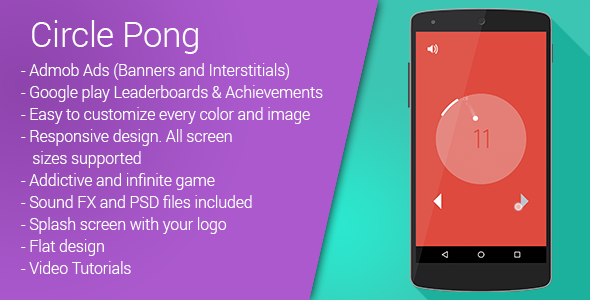 Circle Pong
- Admob Ads (Banners and Interstitials)
- Google play Leaderboards & Achievements
- Easy to customize every color and image
- Responsive design. All screen
sizes supported
- Addictive and infinite game
- Sound FX and PSD files included
- Splash screen with your logo
- Flat design
- Video Tutorials
11